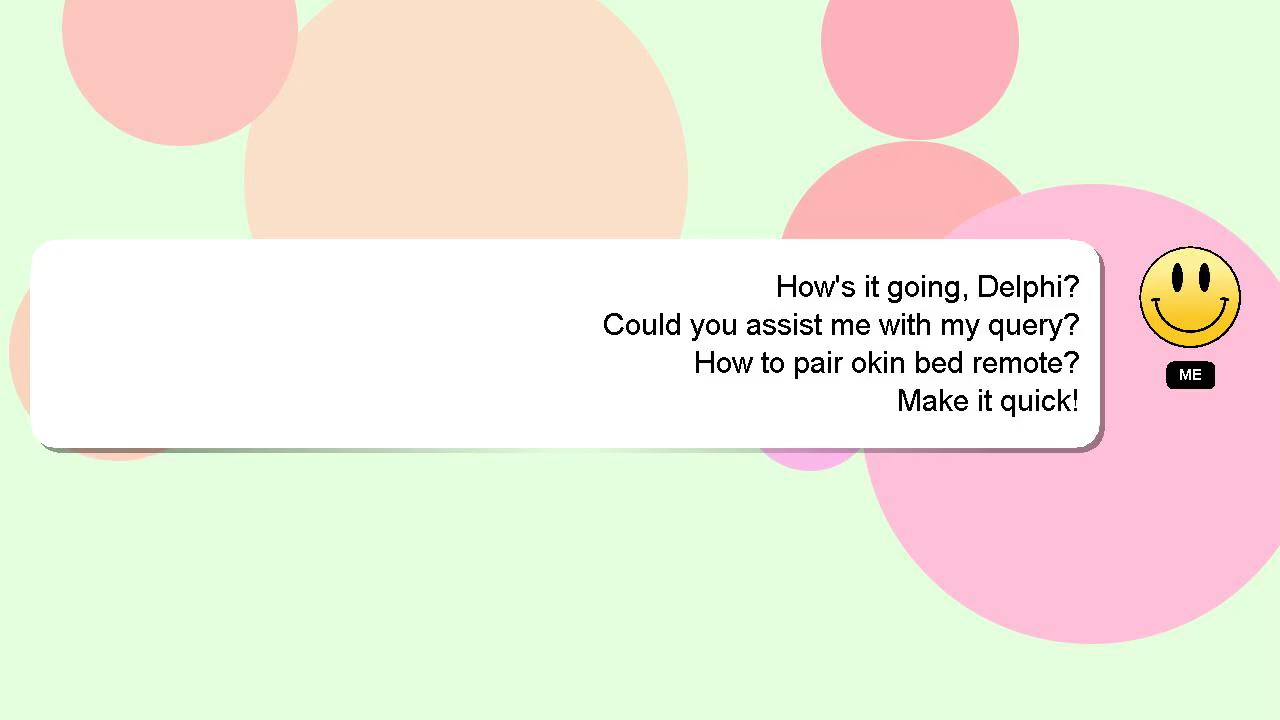 How's it going, Delphi?
Could you assist me with my query?
How to pair okin bed remote?
Make it quick!
ME